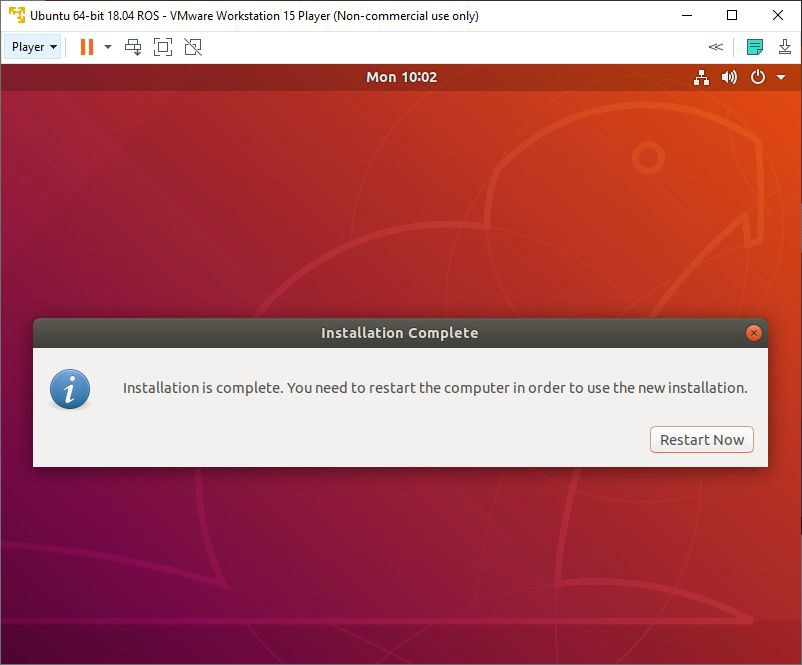 Ubuntu 64-bit 18.04 ROS - VMware Workstation 15 Player (Non-commercial use only)
Player
Mon 10:02
Installation Complete
Installation is complete. You need to restart the computer in order to use the new installation.
Restart Now